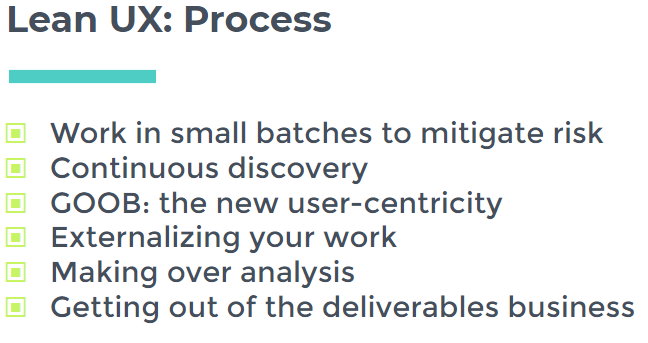 Lean UX: Process
Work in small batches to mitigate risk
Continuous discovery
GOOB: the new user-centricity
Externalizing your work
Making over analysis
Getting out of the deliverables business